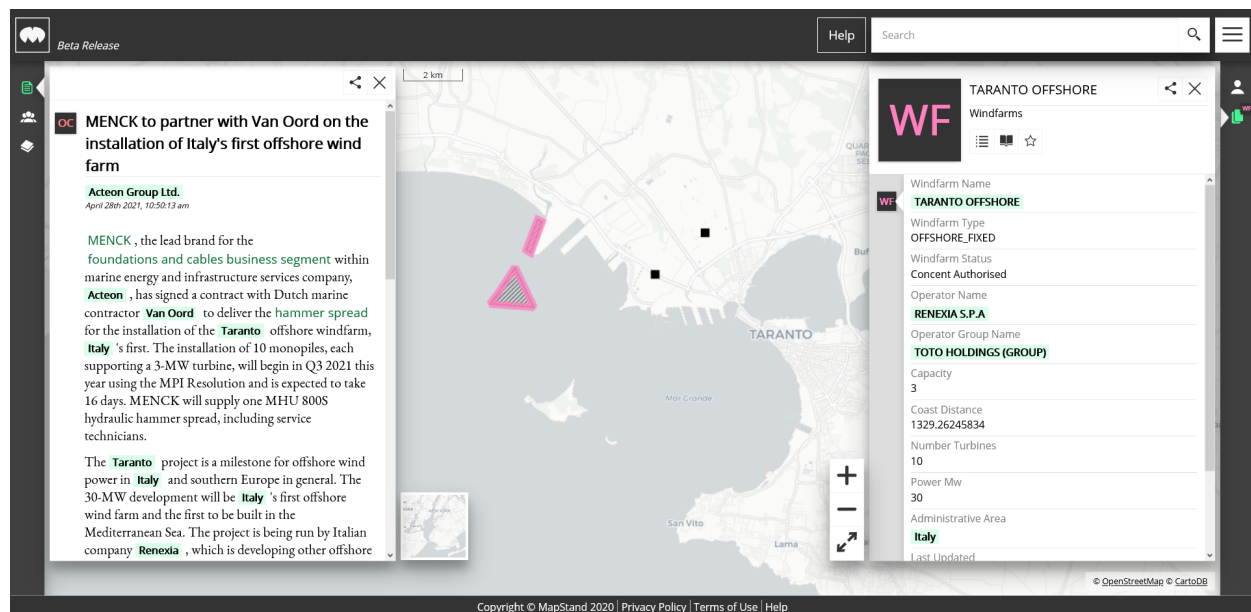 Beta Release
Help
Search
OC
MENCK to partner with Van Oord on the
installation of Italy's first offshore wind
farm
Acteon Group Ltd.
April 28th 2021, 10:50:13 am
MENCK , the lead brand for the
foundations and cables business segment within
marine energy and infrastructure services company,
Acteon , has signed a contract with Dutch marine
contractor Van Oord to deliver the hammer spread
for the installation of the Taranto offshore windfarm,
Italy 's first. The installation of 10 monopiles, each
supporting a 3-MW turbine, will begin in Q3 2021 this
year using the MPI Resolution and is expected to take
16 days. MENCK will supply one MHU 800S
hydraulic hammer spread, including service
technicians.
The Taranto project is a milestone for offshore wind
power in Italy and southern Europe in general. The
30-MW development will be Italy 's first offshore
wind farm and the first to be built in the
Mediterranean Sea. The project is being run by Italian
company Renexia , which is developing other offshore
2 km
TARANTO
Mar Grande
San Vito
Lama
WF
TARANTO OFFSHORE
Windfarms
WF
Windfarm Name
TARANTO OFFSHORE
Windfarm Type
OFFSHORE_FIXED
Windfarm Status
Concent Authorised
Operator Name
RENEXIA S.P.A
Operator Group Name
TOTO HOLDINGS (GROUP)
Capacity
3
Coast Distance
1329.26245834
Number Turbines
10
Power Mw
30
Administrative Area
Italy
Last Updated
WF
© OpenStreetMap © CartoDB
Copyright © MapStand 2020 | Privacy Policy | Terms of Use | Help